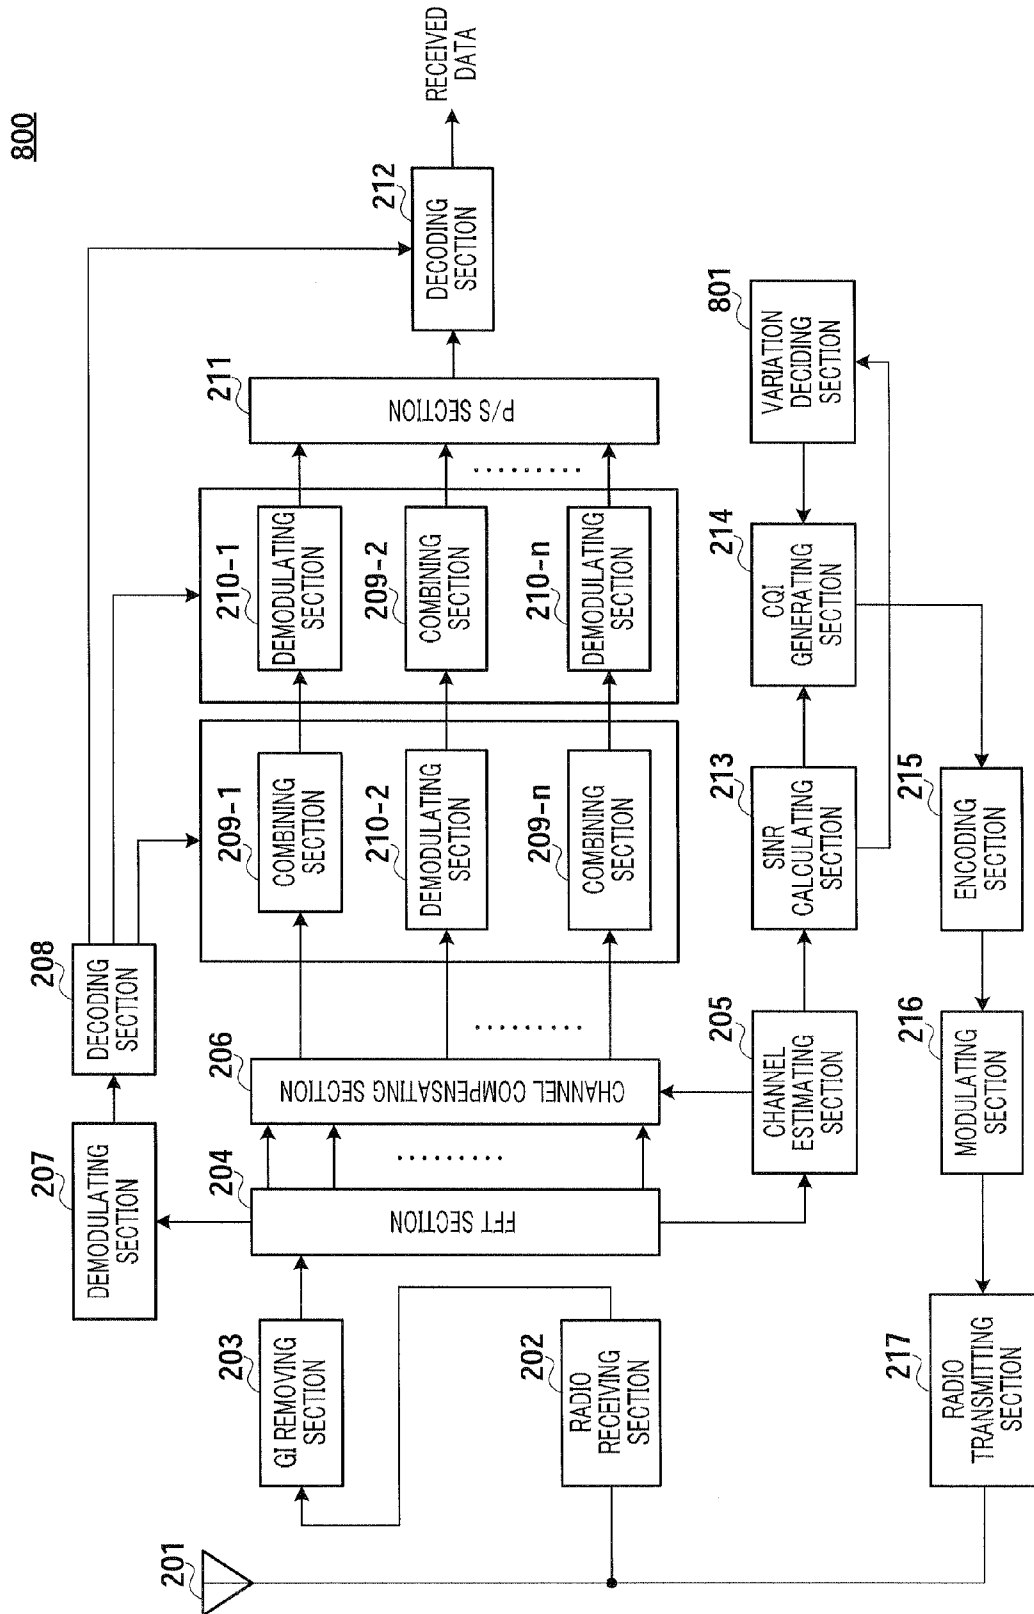 800
201
202
RADIO
RECEIVING
SECTION
203
GI REMOVING
SECTION
204
FFT SECTION
207
DEMODULATING
SECTION
208
DECODING
SECTION
206
CHANNEL COMPENSATING SECTION
205
CHANNEL
ESTIMATING
SECTION
209-1
COMBINING
SECTION
210-2
DEMODULATING
SECTION
209-n
COMBINING
SECTION
210-1
DEMODULATING
SECTION
209-2
COMBINING
SECTION
210-n
DEMODULATING
SECTION
211
P/S SECTION
212
DECODING
SECTION
RECEIVED
DATA
213
SINR
CALCULATING
SECTION
214
CQI
GENERATING
SECTION
801
VARIATION
DECIDING
SECTION
215
ENCODING
SECTION
216
MODULATING
SECTION
217
RADIO
TRANSMITTING
SECTION